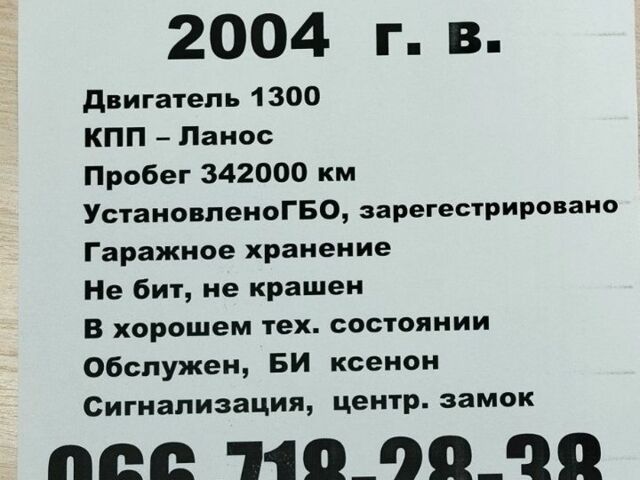 2004 г. в.
Двигатель 1300
КПП – Ланос
Пробег 342000 км
УстановленоГБО, зарегестрировано
Гаражное хранение
Не бит, не крашен
В хорошем тех. состоянии
Обслужен, БИ ксенон
Сигнализация, центр. замок
066 718-28-38